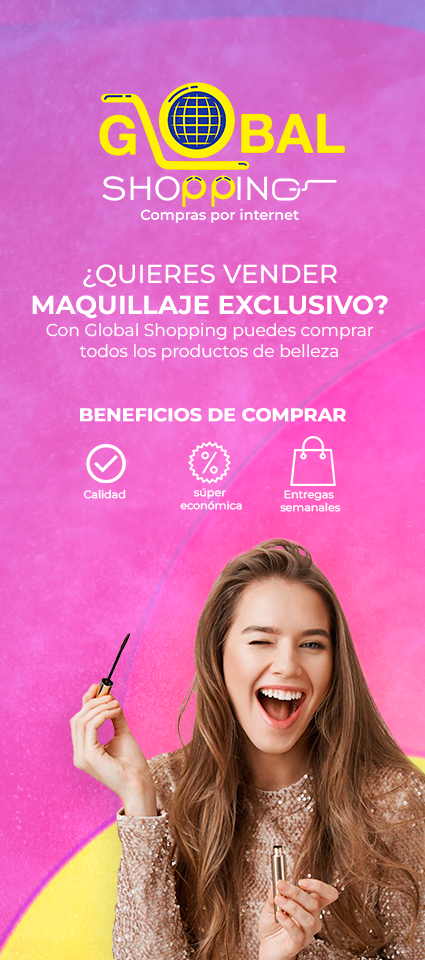 GLOBAL
SHOPPING
Compras por internet
¿QUIERES VENDER
MAQUILLAJE EXCLUSIVO?
Con Global Shopping puedes comprar
todos los productos de belleza
BENEFICIOS DE COMPRAR
Calidad
súper
económica
Entregas
semanales